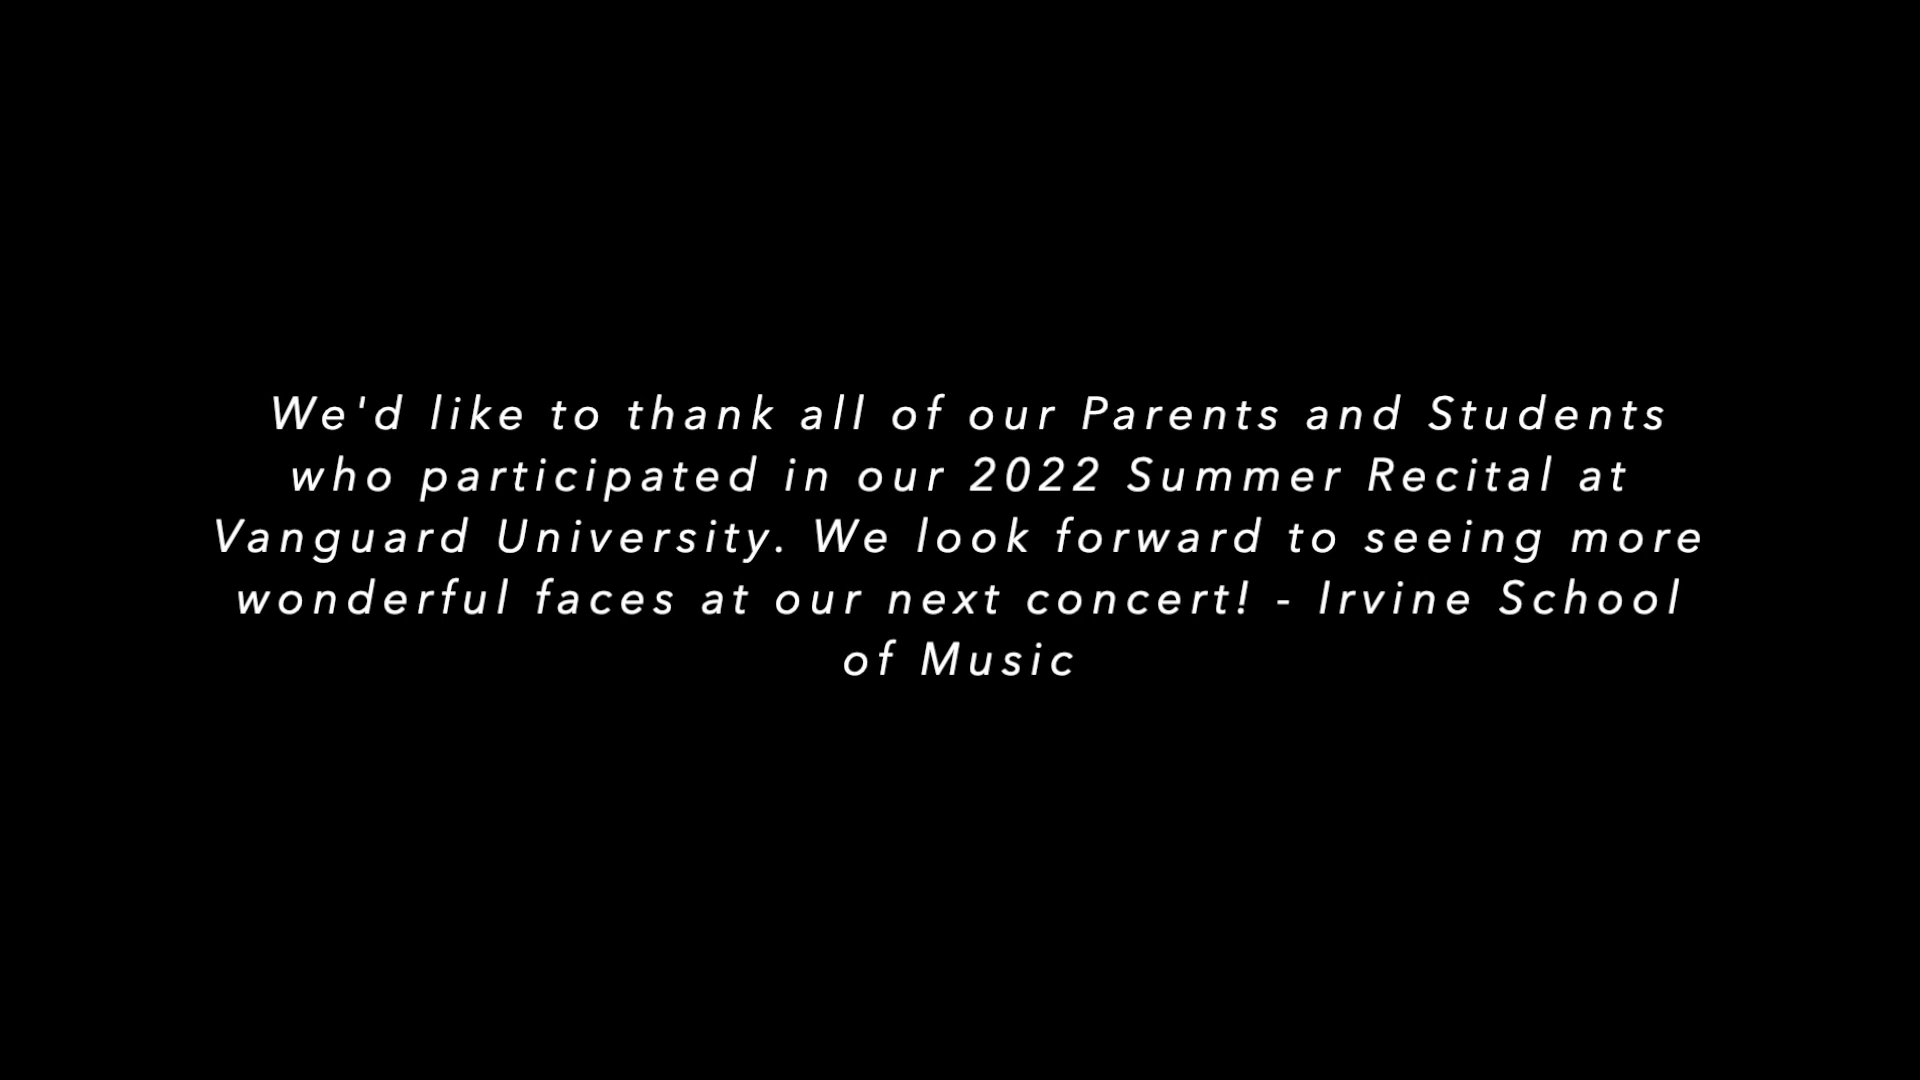 We'd like to thank all of our Parents and Students
who participated in our 2022 Summer Recital at
Vanguard University. We look forward to seeing more
wonderful faces at our next concert! - Irvine School
of Music